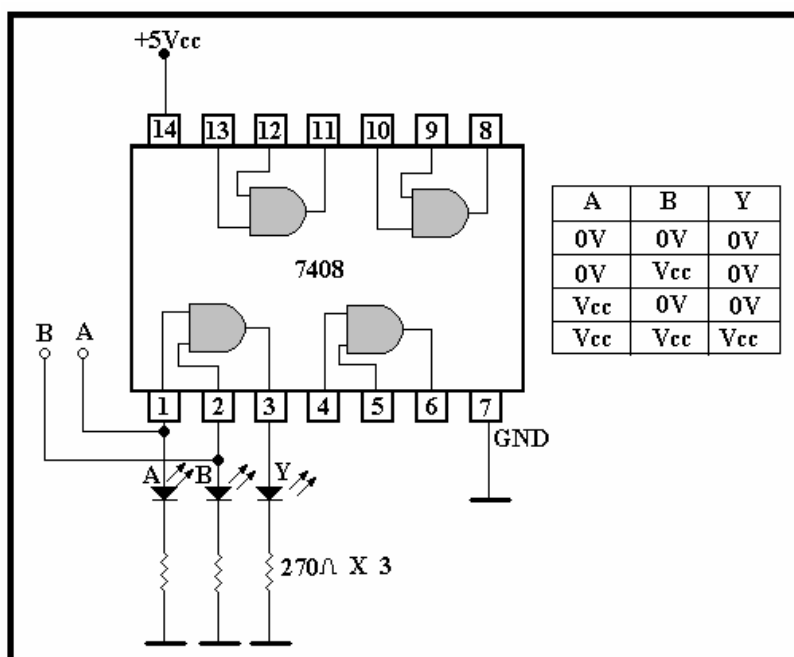 +5Vcc
14 13 12 11 10 9 8
7408
A B Y
0V 0V 0V
0V Vcc 0V
Vcc 0V 0V
Vcc Vcc Vcc
B A
1 2 3 4 5 6 7
GND
A B Y
270Ω X 3